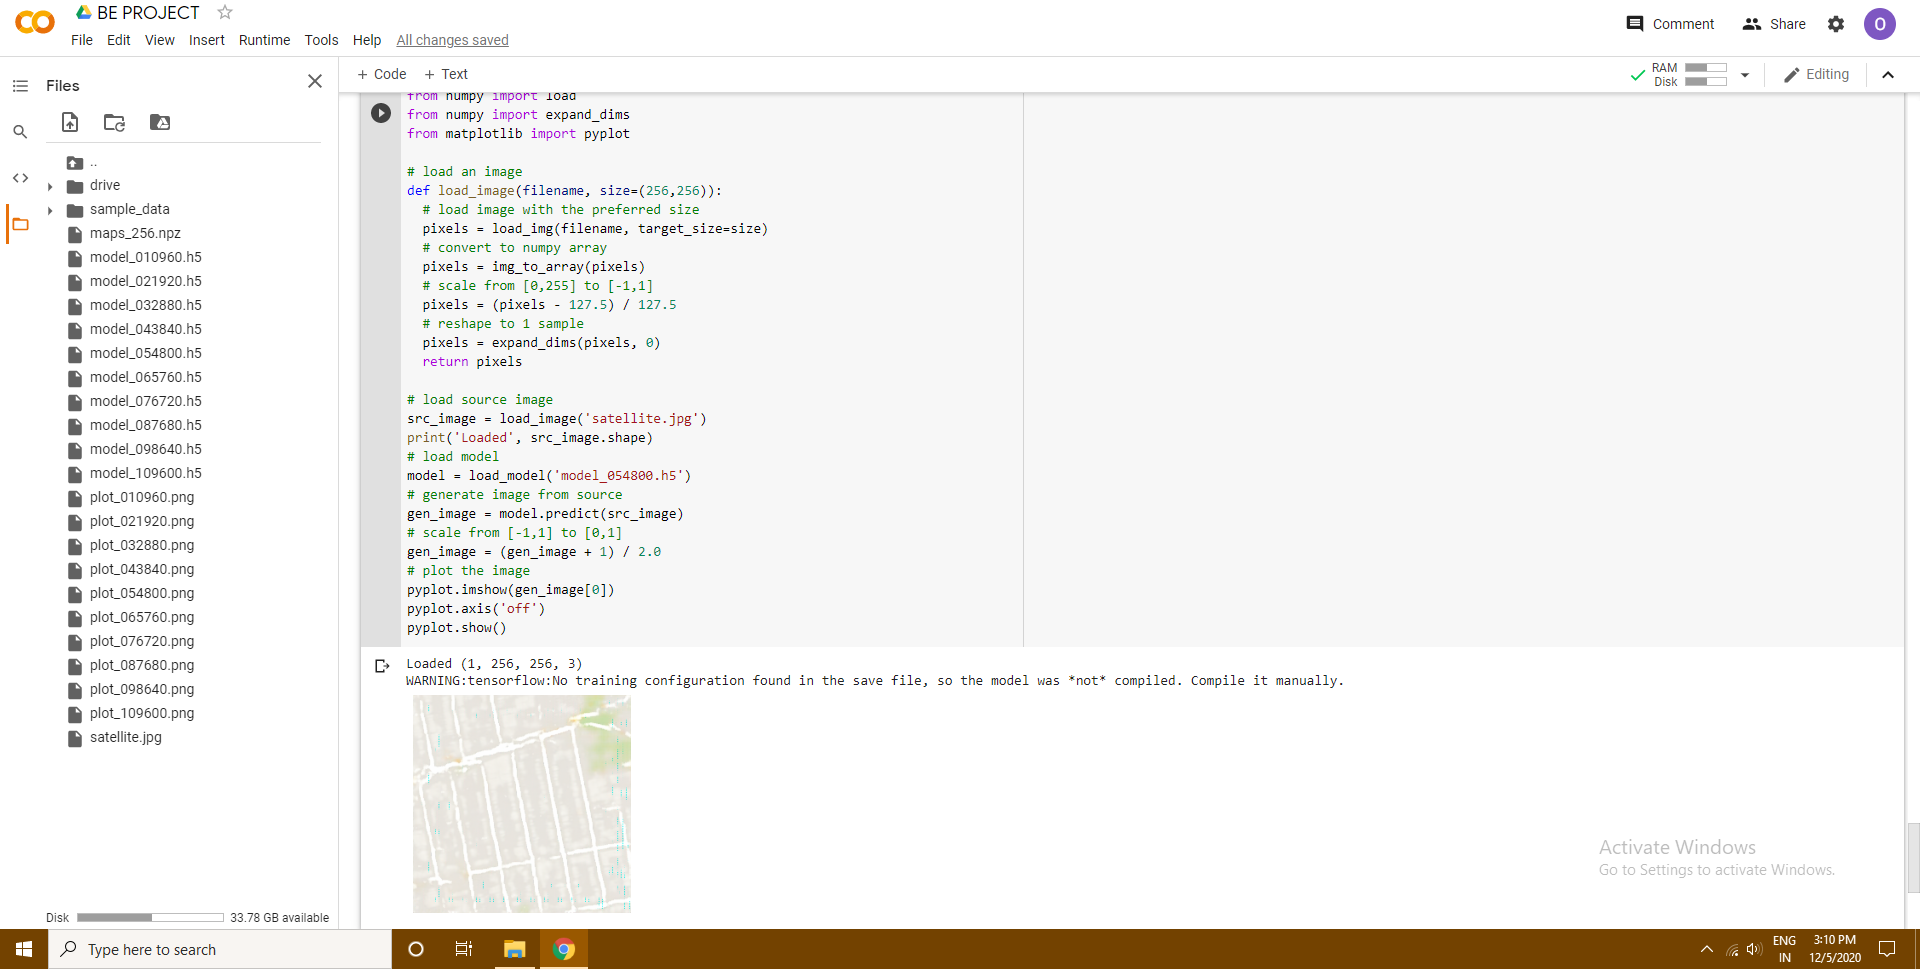 BE PROJECT
File Edit View Insert Runtime Tools Help All changes saved
Comment Share O
Files
+ Code + Text
RAM
Disk
Editing
..
drive
sample_data
maps_256.npz
model_010960.h5
model_021920.h5
model_032880.h5
model_043840.h5
model_054800.h5
model_065760.h5
model_076720.h5
model_087680.h5
model_098640.h5
model_109600.h5
plot_010960.png
plot_021920.png
plot_032880.png
plot_043840.png
plot_054800.png
plot_065760.png
plot_076720.png
plot_087680.png
plot_098640.png
plot_109600.png
satellite.jpg
Disk 33.78 GB available
from numpy import load
from numpy import expand_dims
from matplotlib import pyplot
# load an image
def load_image(filename, size=(256,256)):
  # load image with the preferred size
  pixels = load_img(filename, target_size=size)
  # convert to numpy array
  pixels = img_to_array(pixels)
  # scale from [0,255] to [-1,1]
  pixels = (pixels - 127.5) / 127.5
  # reshape to 1 sample
  pixels = expand_dims(pixels, 0)
  return pixels
# load source image
src_image = load_image('satellite.jpg')
print('Loaded', src_image.shape)
# load model
model = load_model('model_054800.h5')
# generate image from source
gen_image = model.predict(src_image)
# scale from [-1,1] to [0,1]
gen_image = (gen_image + 1) / 2.0
# plot the image
pyplot.imshow(gen_image[0])
pyplot.axis('off')
pyplot.show()
Loaded (1, 256, 256, 3)
WARNING:tensorflow:No training configuration found in the save file, so the model was *not* compiled. Compile it manually.
Activate Windows
Go to Settings to activate Windows.
Type here to search
ENG
IN
3:10 PM
12/5/2020